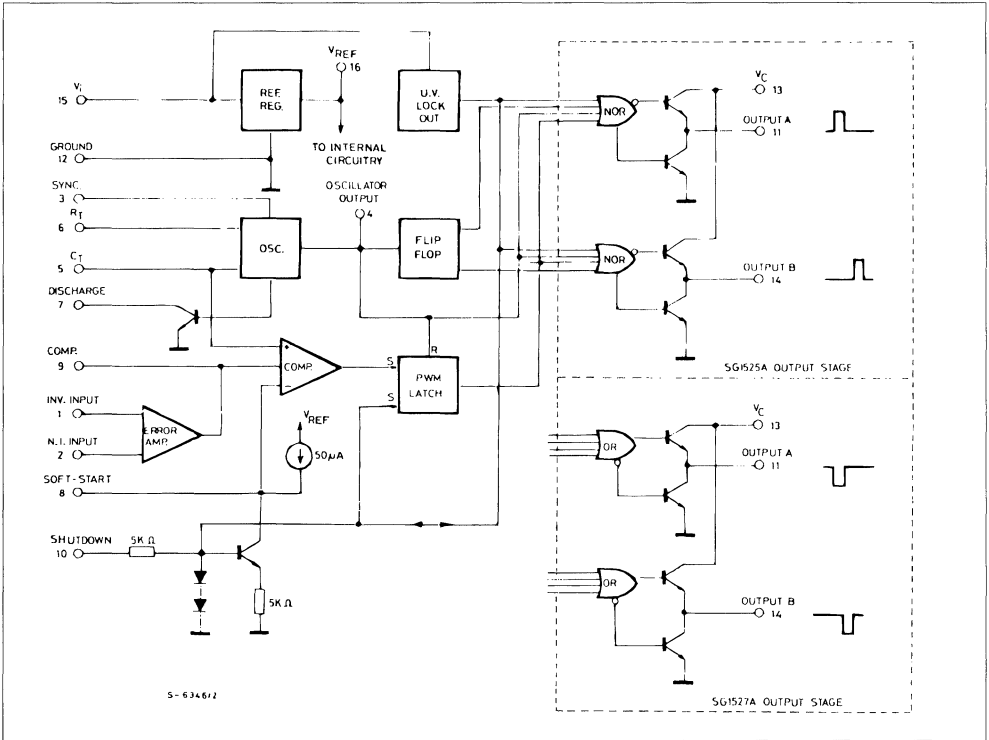 Vi
15
GROUND
12
SYNC.
3
RT
6
CT
5
DISCHARGE
7
COMP.
9
INV. INPUT
1
N.I. INPUT
2
SOFT-START
8
SHUTDOWN
10
5KΩ
5KΩ
REF.
REG.
VREF
16
TO INTERNAL
CIRCUITRY
U.V.
LOCK
OUT
OSCILLATOR
OUTPUT
4
OSC.
FLIP
FLOP
+
COMP.
−
ERROR
AMP.
VREF
50μA
S
R
S
PWM
LATCH
NOR
VC
13
OUTPUT A
11
NOR
OUTPUT B
14
SG1525A OUTPUT STAGE
OR
VC
13
OUTPUT A
11
OR
OUTPUT B
14
SG1527A OUTPUT STAGE
S-6346/2